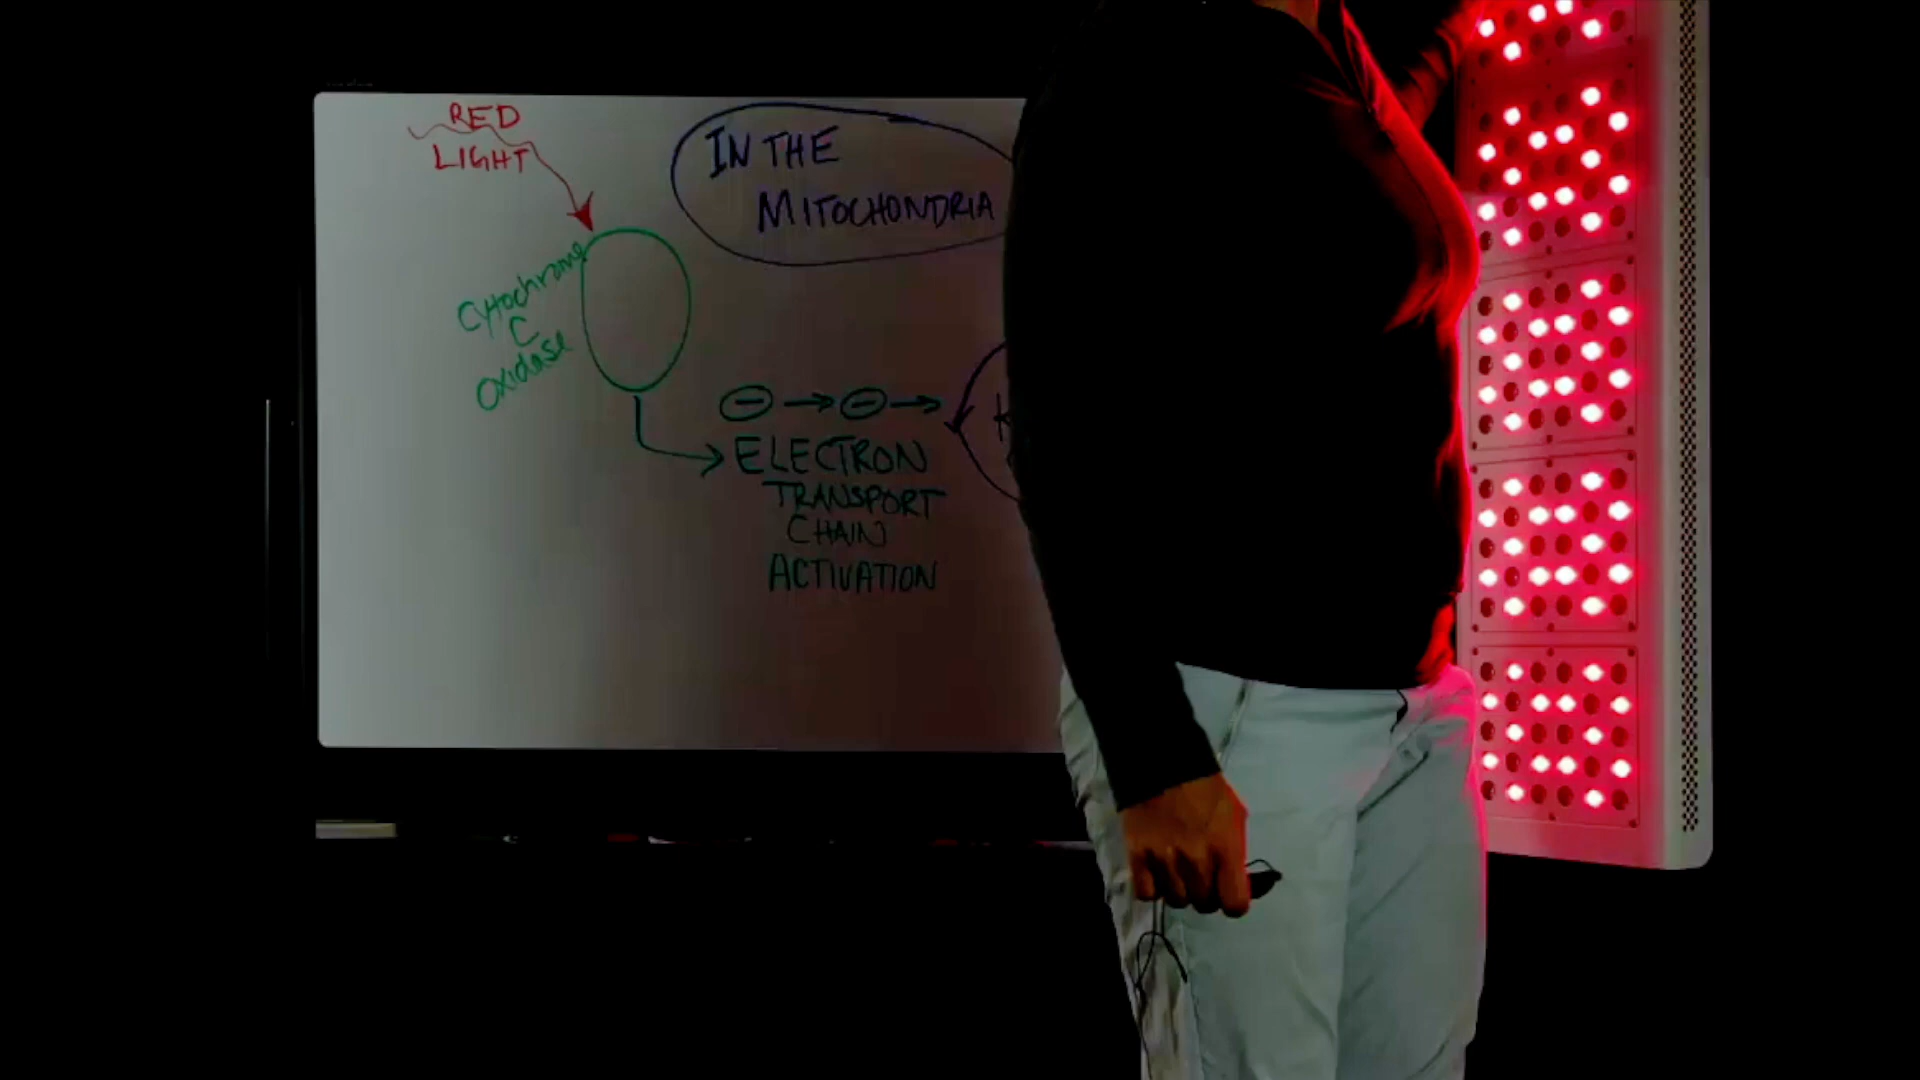 RED
LIGHT
IN THE
MITOCHONDRIA
Cytochrome
C
Oxidase
⊖→⊖→
ELECTRON
TRANSPORT
CHAIN
ACTIVATION